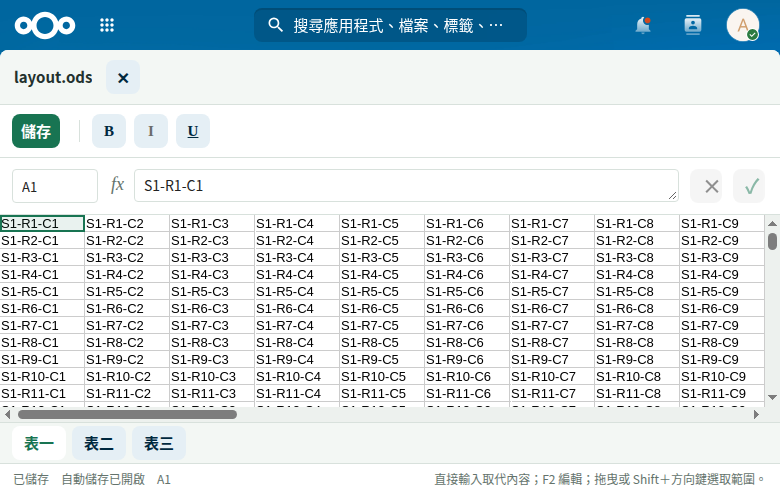 搜尋應用程式、檔案、標籤、…
A
layout.ods ×
儲存 B I U
A1 fx S1-R1-C1
S1-R1-C1 S1-R1-C2 S1-R1-C3 S1-R1-C4 S1-R1-C5 S1-R1-C6 S1-R1-C7 S1-R1-C8 S1-R1-C9
S1-R2-C1 S1-R2-C2 S1-R2-C3 S1-R2-C4 S1-R2-C5 S1-R2-C6 S1-R2-C7 S1-R2-C8 S1-R2-C9
S1-R3-C1 S1-R3-C2 S1-R3-C3 S1-R3-C4 S1-R3-C5 S1-R3-C6 S1-R3-C7 S1-R3-C8 S1-R3-C9
S1-R4-C1 S1-R4-C2 S1-R4-C3 S1-R4-C4 S1-R4-C5 S1-R4-C6 S1-R4-C7 S1-R4-C8 S1-R4-C9
S1-R5-C1 S1-R5-C2 S1-R5-C3 S1-R5-C4 S1-R5-C5 S1-R5-C6 S1-R5-C7 S1-R5-C8 S1-R5-C9
S1-R6-C1 S1-R6-C2 S1-R6-C3 S1-R6-C4 S1-R6-C5 S1-R6-C6 S1-R6-C7 S1-R6-C8 S1-R6-C9
S1-R7-C1 S1-R7-C2 S1-R7-C3 S1-R7-C4 S1-R7-C5 S1-R7-C6 S1-R7-C7 S1-R7-C8 S1-R7-C9
S1-R8-C1 S1-R8-C2 S1-R8-C3 S1-R8-C4 S1-R8-C5 S1-R8-C6 S1-R8-C7 S1-R8-C8 S1-R8-C9
S1-R9-C1 S1-R9-C2 S1-R9-C3 S1-R9-C4 S1-R9-C5 S1-R9-C6 S1-R9-C7 S1-R9-C8 S1-R9-C9
S1-R10-C1 S1-R10-C2 S1-R10-C3 S1-R10-C4 S1-R10-C5 S1-R10-C6 S1-R10-C7 S1-R10-C8 S1-R10-C9
S1-R11-C1 S1-R11-C2 S1-R11-C3 S1-R11-C4 S1-R11-C5 S1-R11-C6 S1-R11-C7 S1-R11-C8 S1-R11-C9
表一 表二 表三
已儲存 自動儲存已開啟 A1 直接輸入取代內容；F2 編輯；拖曳或 Shift＋方向鍵選取範圍。